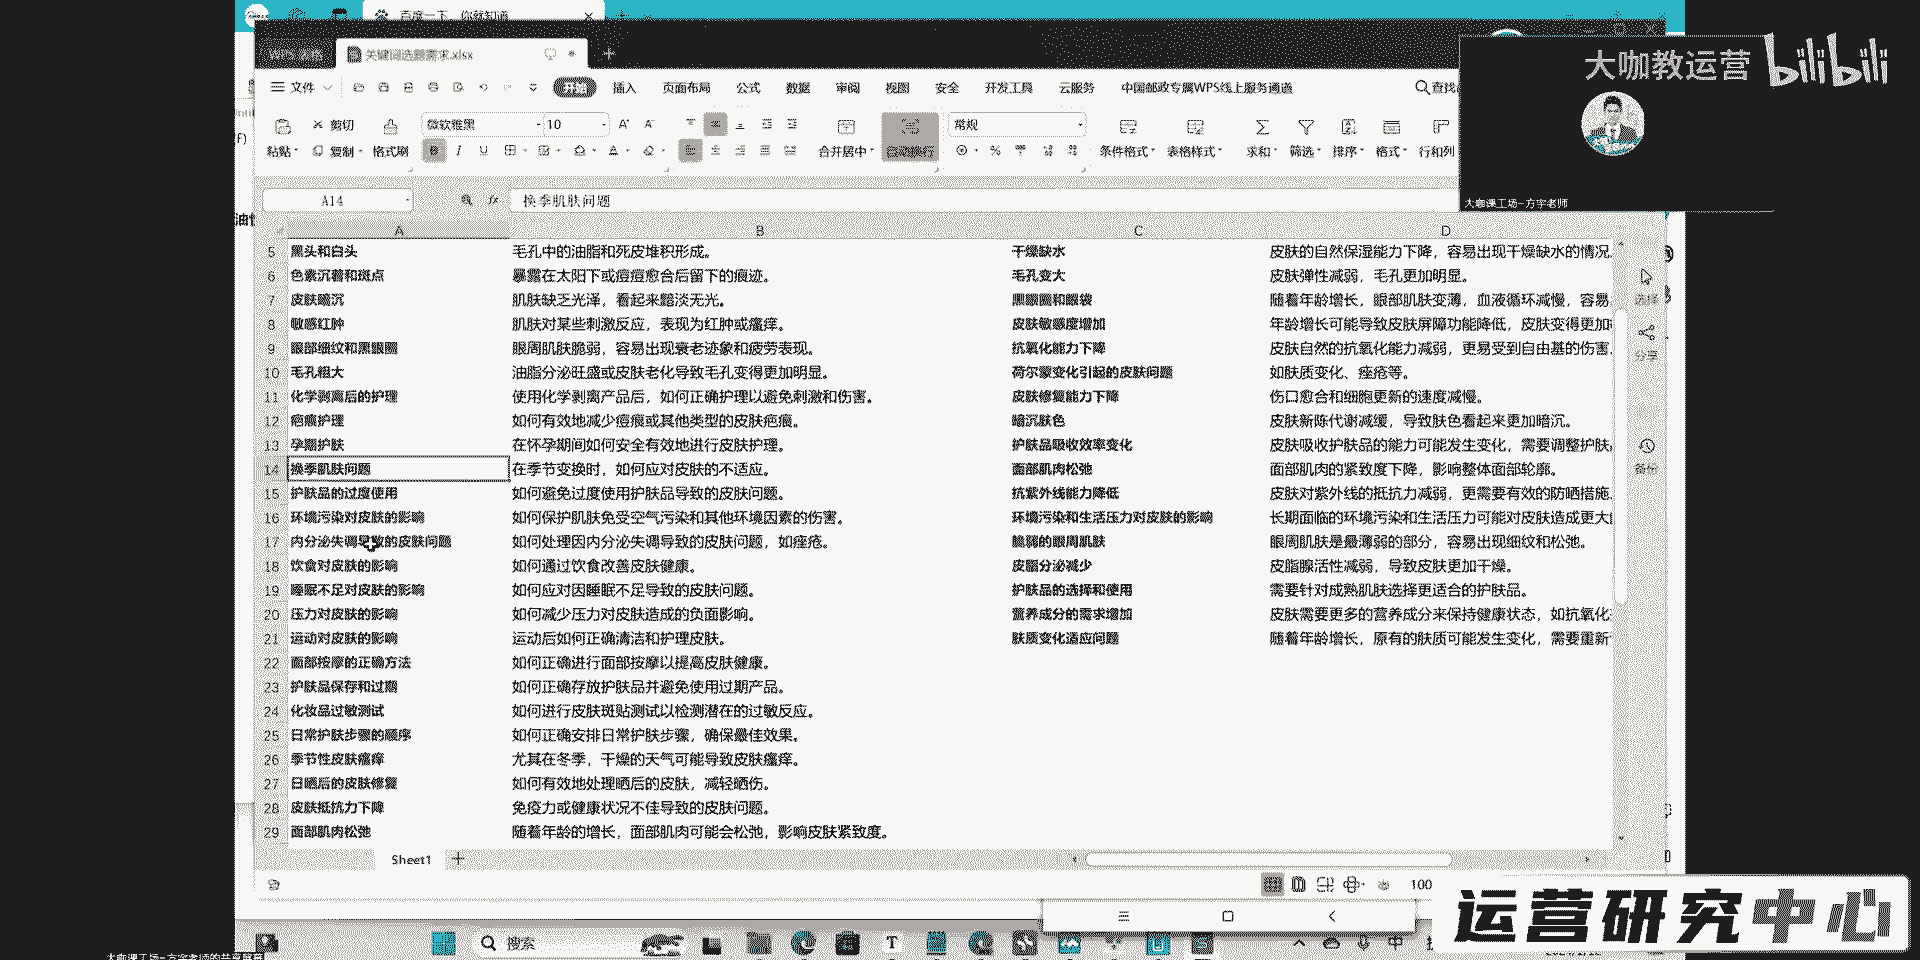 百度一下，你就知道
大咖教运营
bilibili
WPS 表格
关键词选题需求.xlsx
文件
开始
插入
页面布局
公式
数据
审阅
视图
安全
开发工具
云服务
中国邮政专属WPS线上服务通道
查找
粘贴
剪切
复制
格式刷
微软雅黑
10
合并居中
自动换行
常规
条件格式
表格样式
求和
筛选
排序
格式
行和列
大咖课工场-方宇老师
A14
换季肌肤问题
A B C D
5 黑头和白头 毛孔中的油脂和死皮堆积形成。 干燥缺水 皮肤的自然保湿能力下降，容易出现干燥缺水的情况
6 色素沉着和斑点 暴露在太阳下或痘痘愈合后留下的痕迹。 毛孔变大 皮肤弹性减弱，毛孔更加明显。
7 皮肤暗沉 肌肤缺乏光泽，看起来黯淡无光。 黑眼圈和眼袋 随着年龄增长，眼部肌肤变薄，血液循环减慢，容易
8 敏感红肿 肌肤对某些刺激反应，表现为红肿或瘙痒。 皮肤敏感度增加 年龄增长可能导致皮肤屏障功能降低，皮肤变得更加
9 眼部细纹和黑眼圈 眼周肌肤脆弱，容易出现衰老迹象和疲劳表现。 抗氧化能力下降 皮肤自然的抗氧化能力减弱，更易受到自由基的伤害
10 毛孔粗大 油脂分泌旺盛或皮肤老化导致毛孔变得更加明显。 荷尔蒙变化引起的皮肤问题 如肤质变化、痤疮等。
11 化学剥离后的护理 使用化学剥离产品后，如何正确护理以避免刺激和伤害。 皮肤修复能力下降 伤口愈合和细胞更新的速度减慢。
12 疤痕护理 如何有效地减少痘痕或其他类型的皮肤疤痕。 暗沉肤色 皮肤新陈代谢减缓，导致肤色看起来更加暗沉。
13 孕期护肤 在怀孕期间如何安全有效地进行皮肤护理。 护肤品吸收效率变化 皮肤吸收护肤品的能力可能发生变化，需要调整护肤
14 换季肌肤问题 在季节变换时，如何应对皮肤的不适应。 面部肌肉松弛 面部肌肉的紧致度下降，影响整体面部轮廓。
15 护肤品的过度使用 如何避免过度使用护肤品导致的皮肤问题。 抗紫外线能力降低 皮肤对紫外线的抵抗力减弱，更需要有效的防晒措施
16 环境污染对皮肤的影响 如何保护肌肤免受空气污染和其他环境因素的伤害。 环境污染和生活压力对皮肤的影响 长期面临的环境污染和生活压力可能对皮肤造成更大
17 内分泌失调导致的皮肤问题 如何处理因内分泌失调导致的皮肤问题，如痤疮。 脆弱的眼周肌肤 眼周肌肤是最薄弱的部分，容易出现细纹和松弛。
18 饮食对皮肤的影响 如何通过饮食改善皮肤健康。 皮脂分泌减少 皮脂腺活性减弱，导致皮肤更加干燥。
19 睡眠不足对皮肤的影响 如何应对因睡眠不足导致的皮肤问题。 护肤品的选择和使用 需要针对成熟肌肤选择更适合的护肤品。
20 压力对皮肤的影响 如何减少压力对皮肤造成的负面影响。 营养成分的需求增加 皮肤需要更多的营养成分来保持健康状态，如抗氧化
21 运动对皮肤的影响 运动后如何正确清洁和护理皮肤。 肤质变化适应问题 随着年龄增长，原有的肤质可能发生变化，需要重新
22 面部按摩的正确方法 如何正确进行面部按摩以提高皮肤健康。
23 护肤品保存和过期 如何正确存放护肤品并避免使用过期产品。
24 化妆品过敏测试 如何进行皮肤斑贴测试以检测潜在的过敏反应。
25 日常护肤步骤的顺序 如何正确安排日常护肤步骤，确保最佳效果。
26 季节性皮肤瘙痒 尤其在冬季，干燥的天气可能导致皮肤瘙痒。
27 日晒后的皮肤修复 如何有效地处理晒后的皮肤，减轻晒伤。
28 皮肤抵抗力下降 免疫力或健康状况不佳导致的皮肤问题。
29 面部肌肉松弛 随着年龄的增长，面部肌肉可能会松弛，影响皮肤紧致度。
选择
分享
备份
Sheet1
100
运营研究中心
搜索
中
大咖课工场-方宇老师的共享屏幕